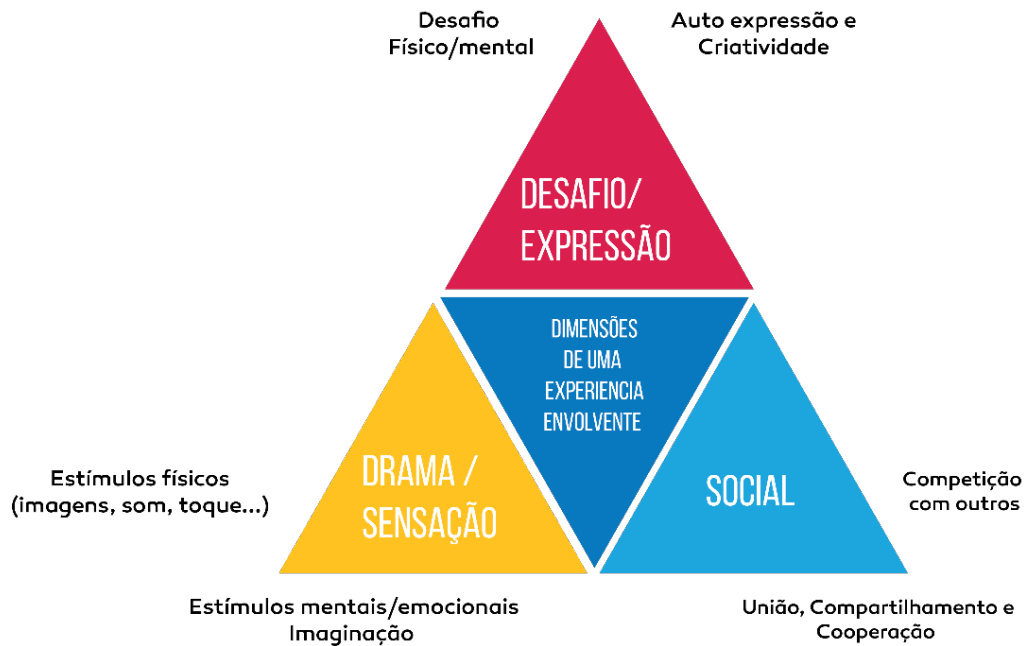 Desafio
Físico/mental
Auto expressão e
Criatividade
DESAFIO/
EXPRESSÃO
DIMENSÕES
DE UMA
EXPERIENCIA
ENVOLVENTE
DRAMA /
SENSAÇÃO
SOCIAL
Estímulos físicos
(imagens, som, toque...)
Competição
com outros
Estímulos mentais/emocionais
Imaginação
União, Compartilhamento e
Cooperação